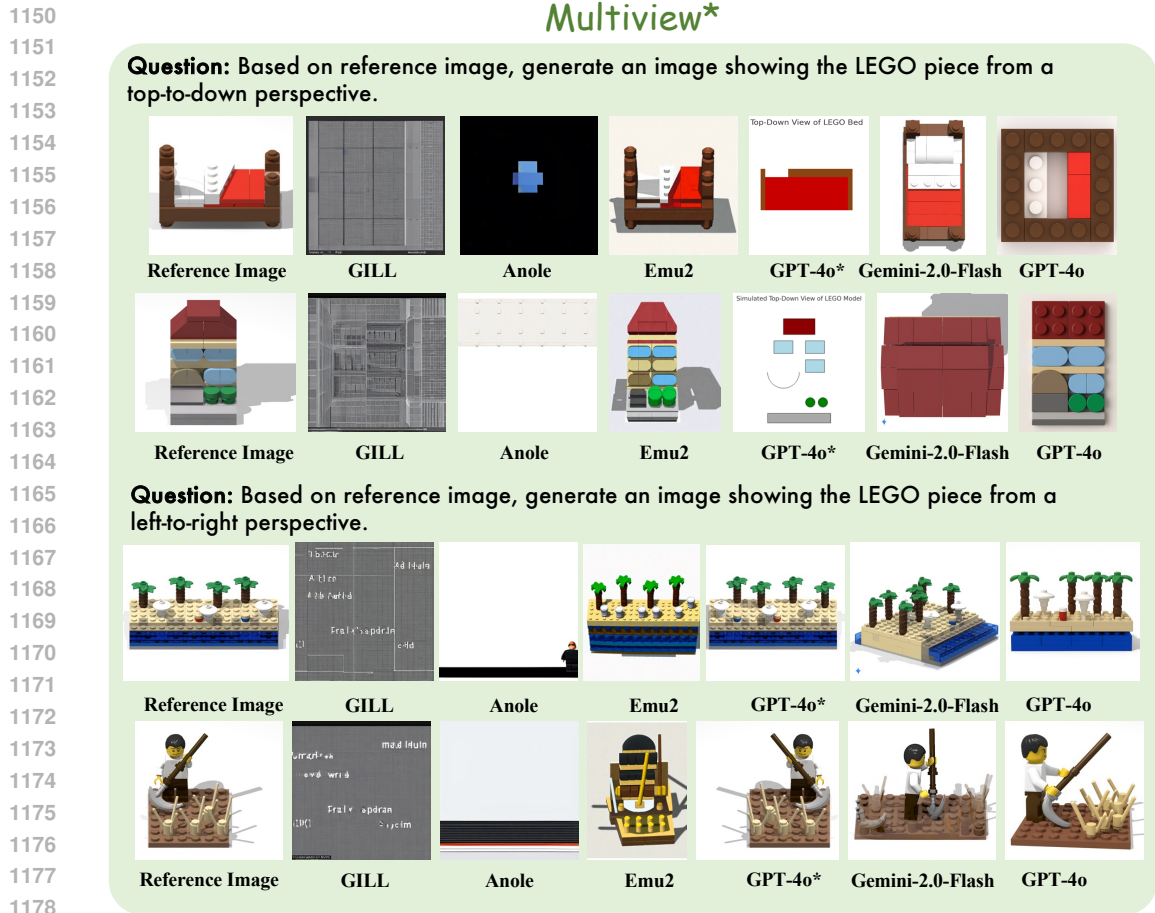 Multiview*
1150
1151
1152
1153
1154
1155
1156
1157
1158
1159
1160
1161
1162
1163
1164
1165
1166
1167
1168
1169
1170
1171
1172
1173
1174
1175
1176
1177
1178
Question: Based on reference image, generate an image showing the LEGO piece from a
top-to-down perspective.
Top-Down View of LEGO Bed
Reference Image GILL Anole Emu2 GPT-4o* Gemini-2.0-Flash GPT-4o
Simulated Top-Down View of LEGO Model
Reference Image GILL Anole Emu2 GPT-4o* Gemini-2.0-Flash GPT-4o
Question: Based on reference image, generate an image showing the LEGO piece from a
left-to-right perspective.
Reference Image GILL Anole Emu2 GPT-4o* Gemini-2.0-Flash GPT-4o
Reference Image GILL Anole Emu2 GPT-4o* Gemini-2.0-Flash GPT-4o